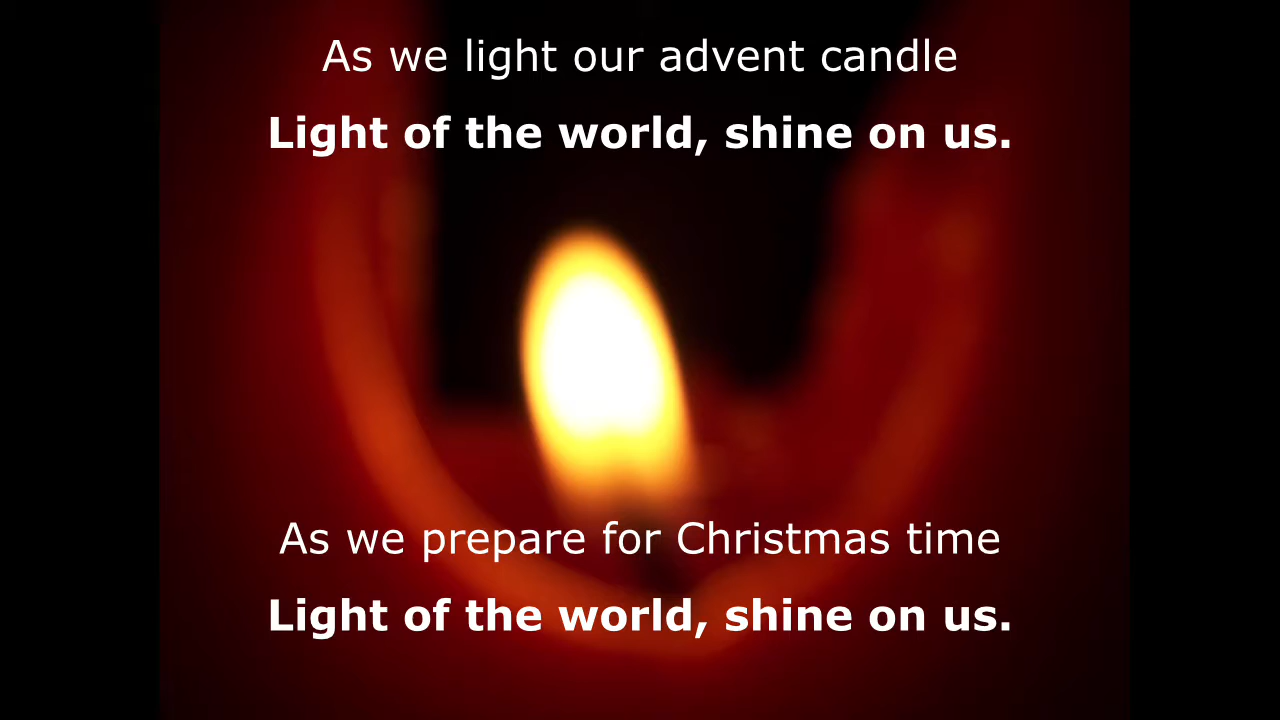 As we light our advent candle
Light of the world, shine on us.
As we prepare for Christmas time
Light of the world, shine on us.